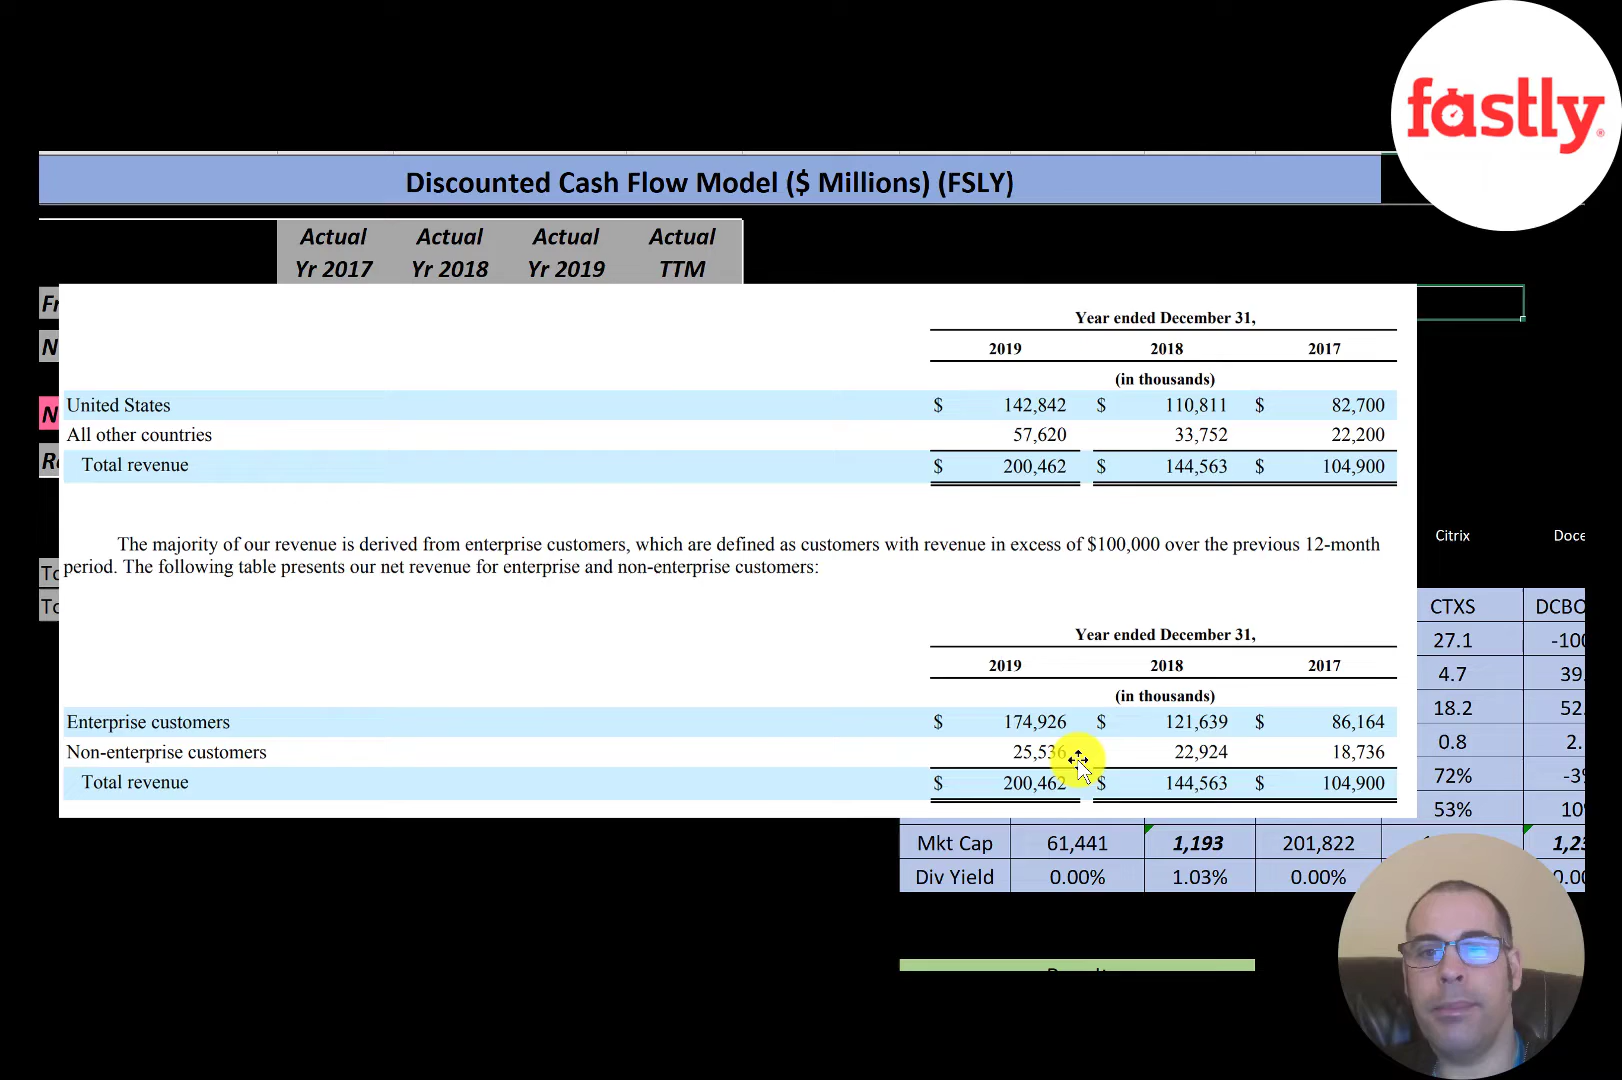 fastly®
Discounted Cash Flow Model ($ Millions) (FSLY)
Actual Actual Actual Actual
Yr 2017 Yr 2018 Yr 2019 TTM
Year ended December 31,
2019 2018 2017
(in thousands)
United States $ 142,842 $ 110,811 $ 82,700
All other countries 57,620 33,752 22,200
Total revenue $ 200,462 $ 144,563 $ 104,900
The majority of our revenue is derived from enterprise customers, which are defined as customers with revenue in excess of $100,000 over the previous 12-month
period. The following table presents our net revenue for enterprise and non-enterprise customers:
Year ended December 31,
2019 2018 2017
(in thousands)
Enterprise customers $ 174,926 $ 121,639 $ 86,164
Non-enterprise customers 25,536 22,924 18,736
Total revenue $ 200,462 $ 144,563 $ 104,900
Citrix
CTXS
27.1
4.7
18.2
0.8
72%
53%
Mkt Cap 61,441 1,193 201,822
Div Yield 0.00% 1.03% 0.00%